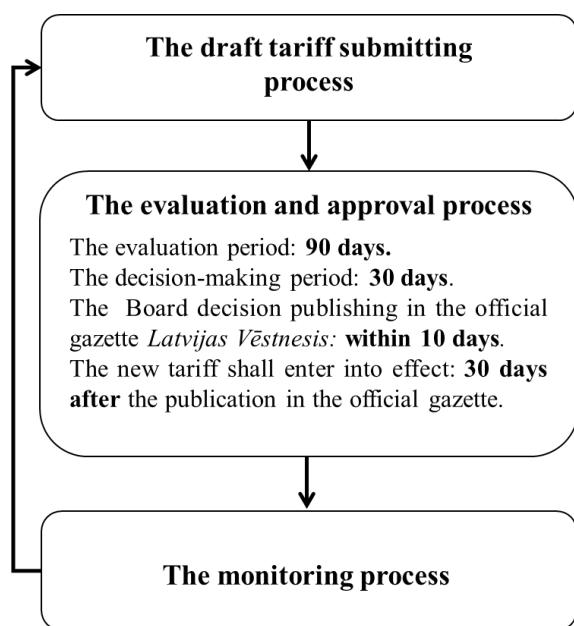 The draft tariff submitting
process
The evaluation and approval process
The evaluation period: 90 days.
The decision-making period: 30 days.
The Board decision publishing in the official
gazette Latvijas Vēstnesis: within 10 days.
The new tariff shall enter into effect: 30 days
after the publication in the official gazette.
The monitoring process